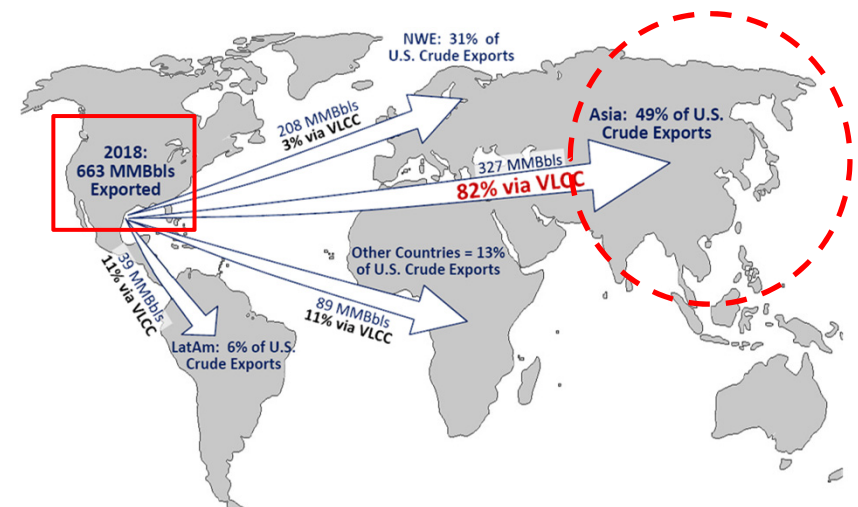 NWE: 31% of
U.S. Crude Exports
208 MMBbls
3% via VLCC
Asia: 49% of U.S.
Crude Exports
2018:
663 MMBbls
Exported
327 MMBbls
82% via VLCC
Other Countries = 13%
of U.S. Crude Exports
39 MMBbls
11% via VLCC
89 MMBbls
11% via VLCC
LatAm: 6% of U.S.
Crude Exports